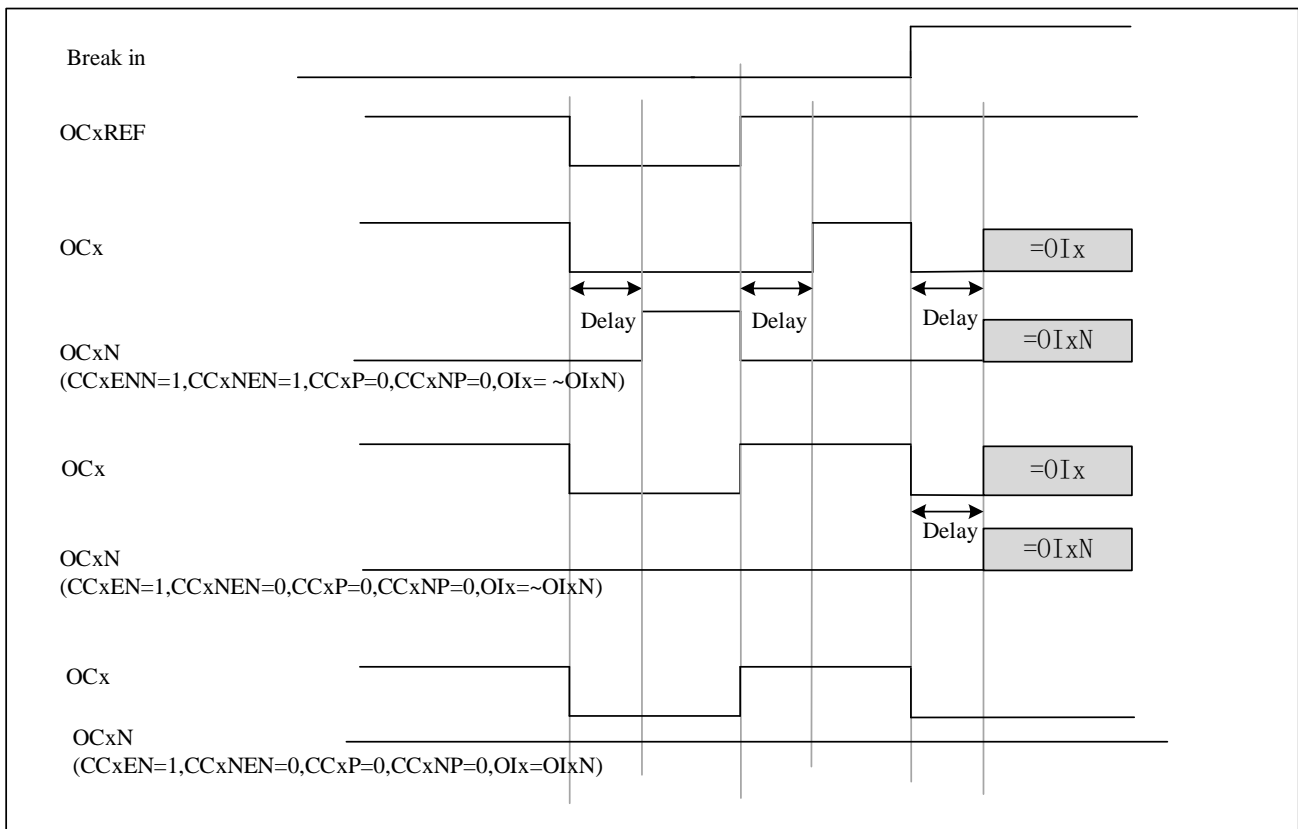 Break in
OCxREF
OCx
=OIx
Delay
Delay
Delay
OCxN
=OIxN
(CCxENN=1,CCxNEN=1,CCxP=0,CCxNP=0,OIx= ~OIxN)
OCx
=OIx
Delay
OCxN
=OIxN
(CCxEN=1,CCxNEN=0,CCxP=0,CCxNP=0,OIx=~OIxN)
OCx
OCxN
(CCxEN=1,CCxNEN=0,CCxP=0,CCxNP=0,OIx=OIxN)